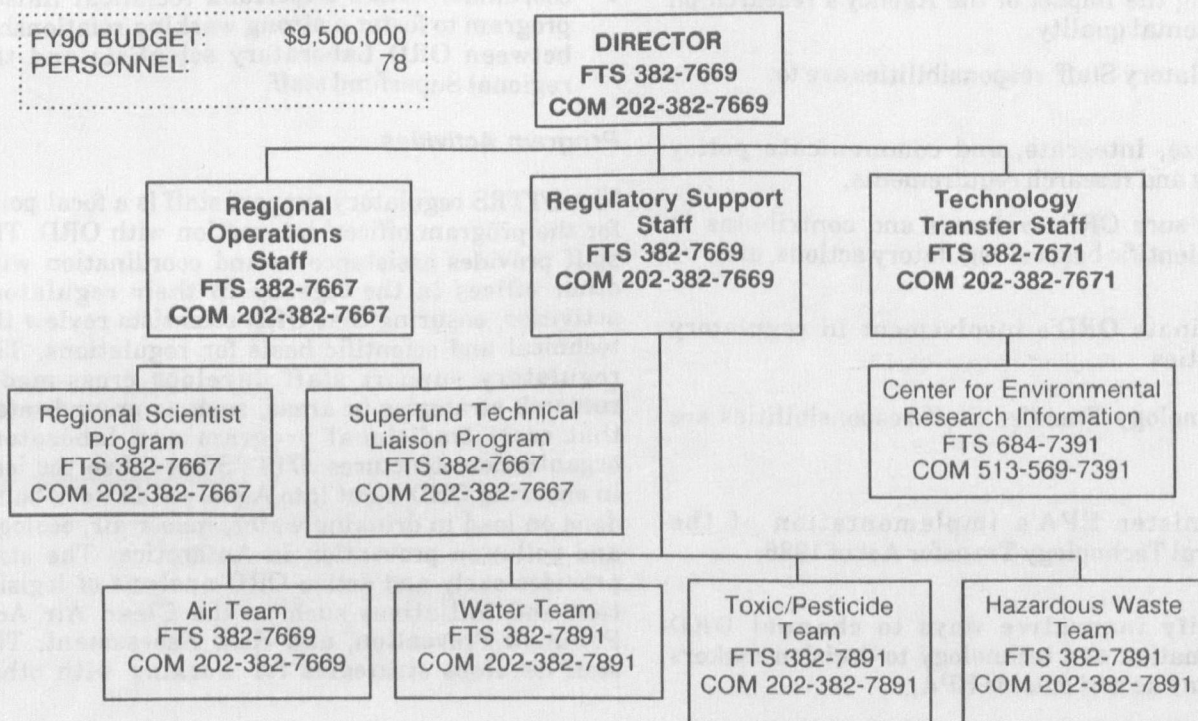 FY90 BUDGET: $9,500,000
PERSONNEL 78
DIRECTOR
FTS 382-7669
COM 202-382-7669
Regional
Operations
Staff
FTS 382-7667
COM 202-382-7667
Regulatory Support
Staff
FTS 382-7669
COM 202-382-7669
Technology
Transfer Staff
FTS 382-7671
COM 202-382-7671
Regional Scientist
Program
FTS 382-7667
COM 202-382-7667
Superfund Technical
Liaison Program
FTS 382-7667
COM 202-382-7667
Center for Environmental
Research Information
FTS 684-7391
COM 513-569-7391
Air Team
FTS 382-7669
COM 202-382-7669
Water Team
FTS 382-7891
COM 202-382-7891
Toxic/Pesticide
Team
FTS 382-7891
COM 202-382-7891
Hazardous Waste
Team
FTS 382-7891
COM 202-382-7891